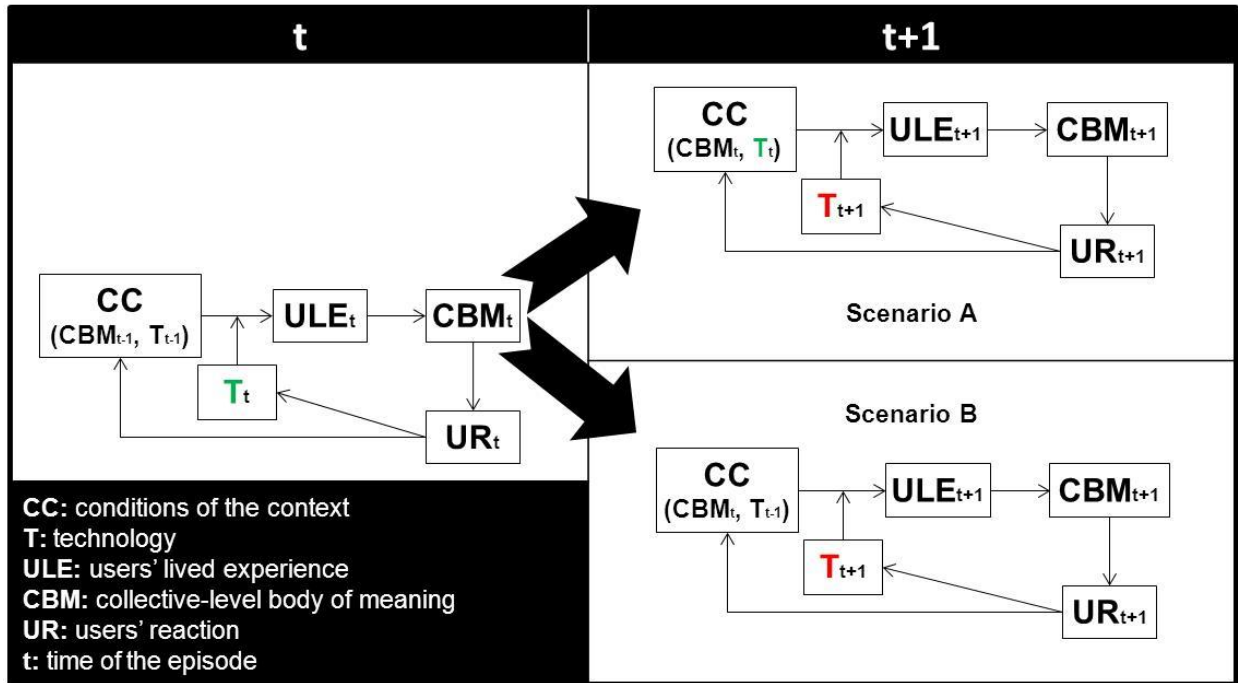 t
t+1
CC
(CBMt-1, Tt-1)
ULEt
CBMt
Tt
URt
CC
(CBMt, Tt)
ULEt+1
CBMt+1
Tt+1
URt+1
Scenario A
Scenario B
CC
(CBMt, Tt-1)
ULEt+1
CBMt+1
Tt+1
URt+1
CC: conditions of the context
T: technology
ULE: users’ lived experience
CBM: collective-level body of meaning
UR: users’ reaction
t: time of the episode